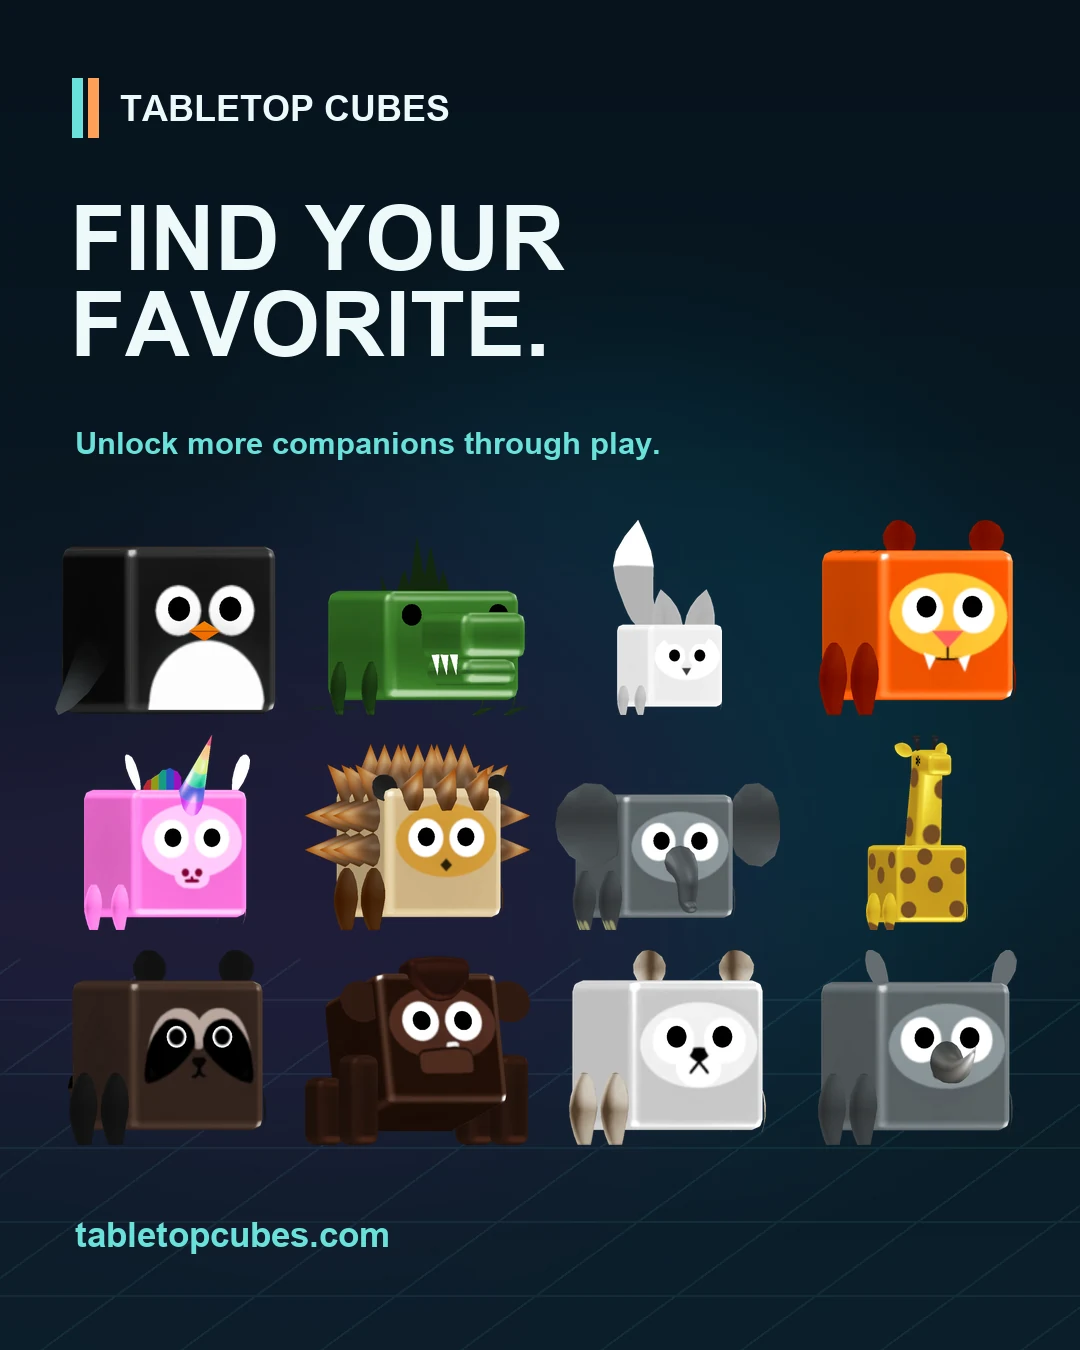 TABLETOP CUBES
FIND YOUR
FAVORITE.
Unlock more companions through play.
tabletopcubes.com